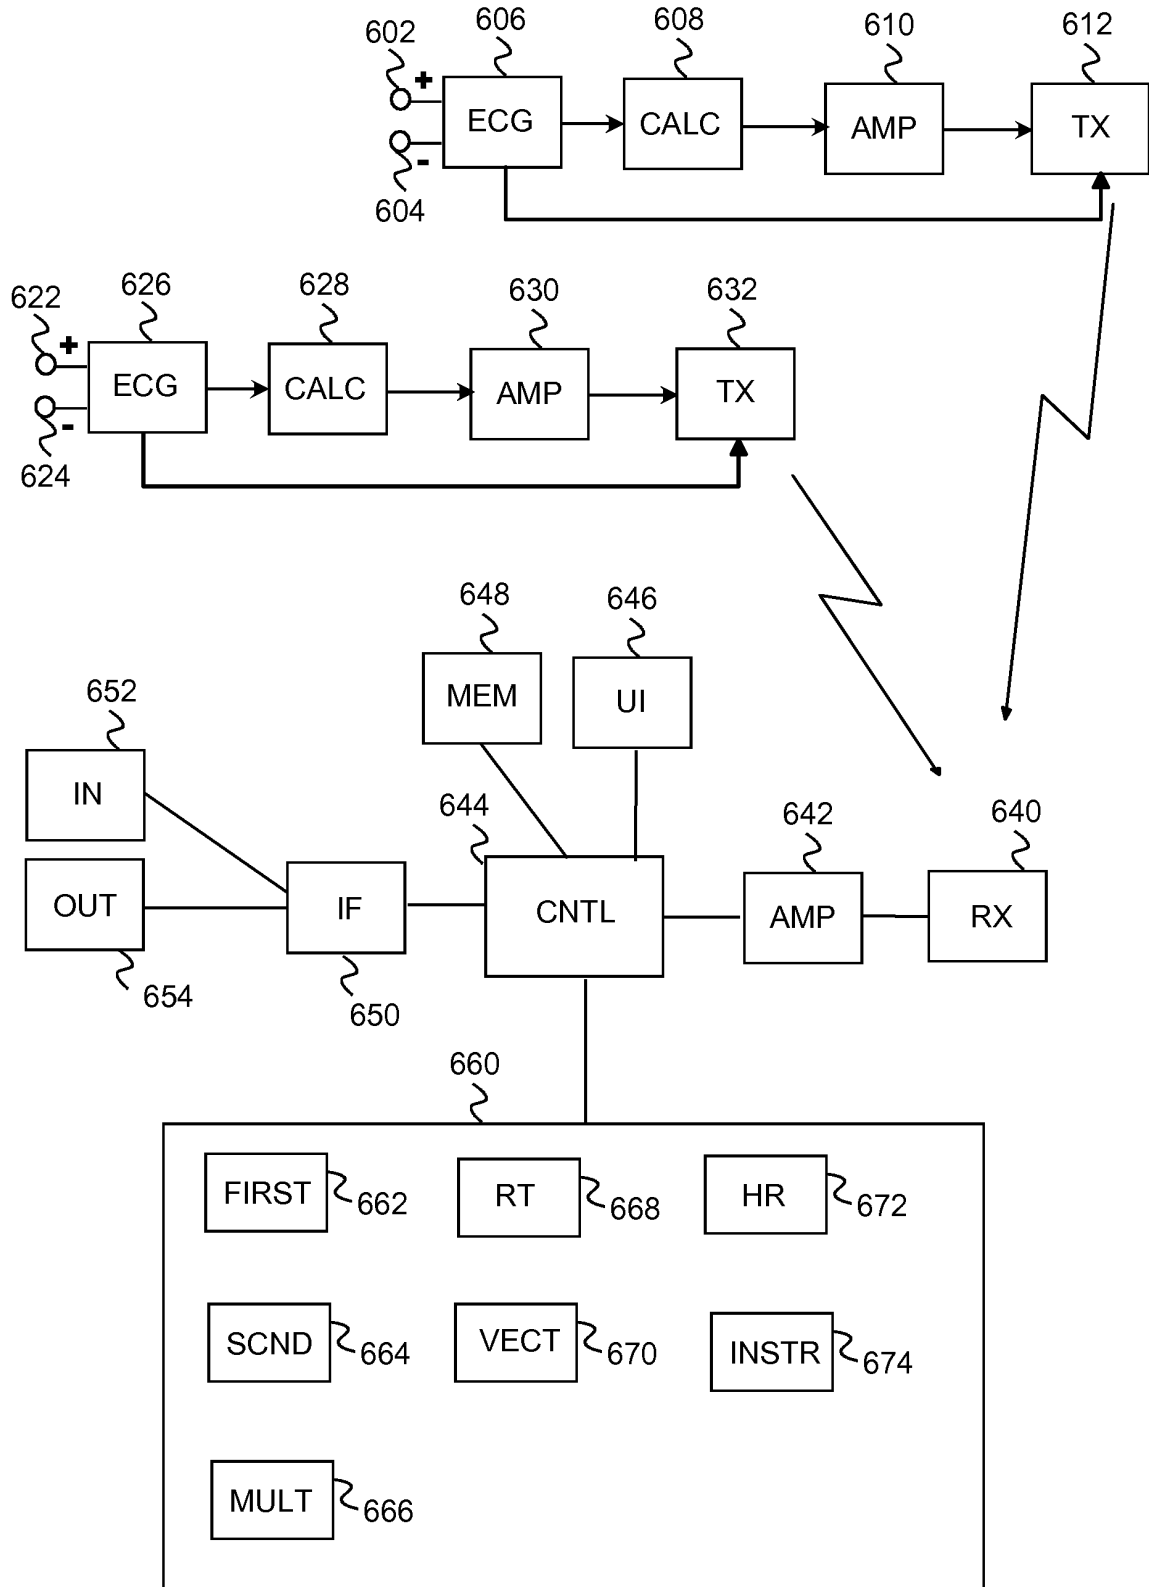 606 608 610 612
602
+
ECG CALC AMP TX
-
604
626 628 630 632
622
+
ECG CALC AMP TX
-
624
648 646
MEM UI
652
IN
644 642 640
OUT IF CNTL AMP RX
654 650
660
FIRST 662 RT 668 HR 672
SCND 664 VECT 670 INSTR 674
MULT 666